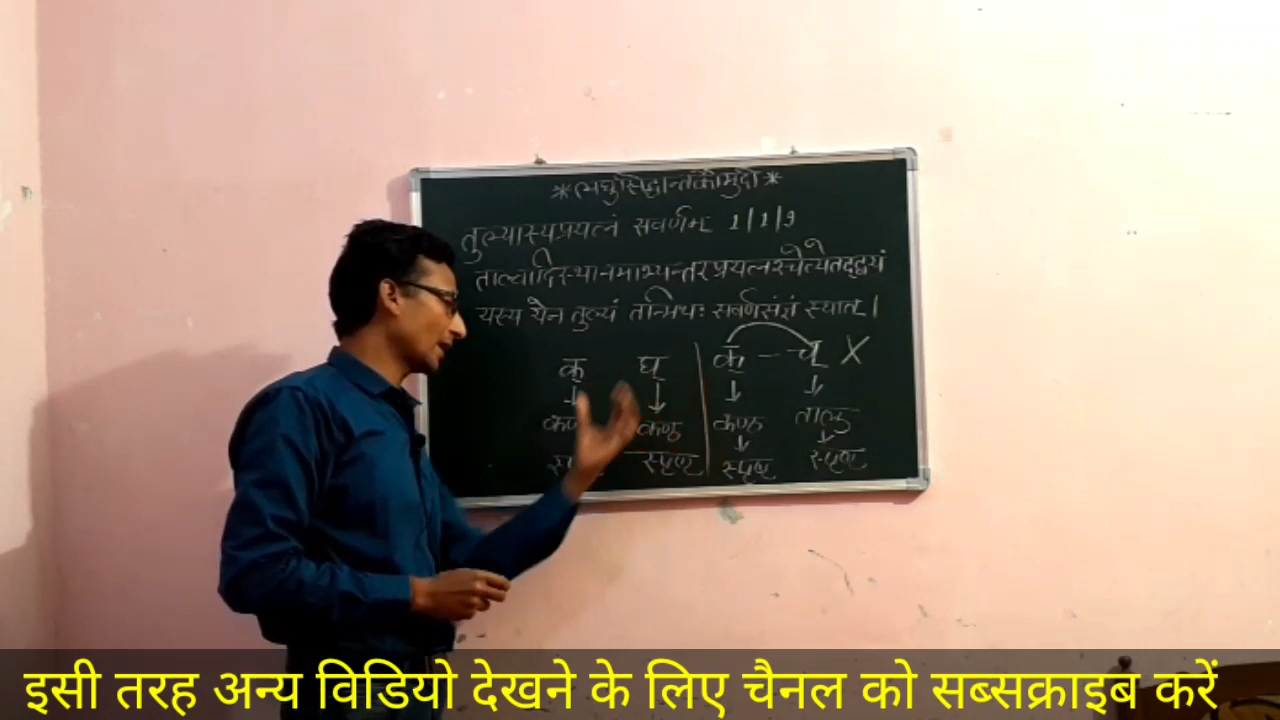 *लघुसिद्धान्तकौमुदी*
तुल्यास्यप्रयत्नं सवर्णम् 1/1/9
ताल्वादिस्थानमाभ्यन्तरप्रयत्नश्चेत्येतद्द्वयं
यस्य येन तुल्यं तन्मिथः सवर्णसंज्ञं स्यात् ।
क् घ् क् – च् X
↓ ↓ ↓ ↓
कण्ठ कण्ठ तालु
↓ ↓
स्पृष्ट स्पृष्ट स्पृष्ट
इसी तरह अन्य विडियो देखने के लिए चैनल को सब्सक्राइब करें